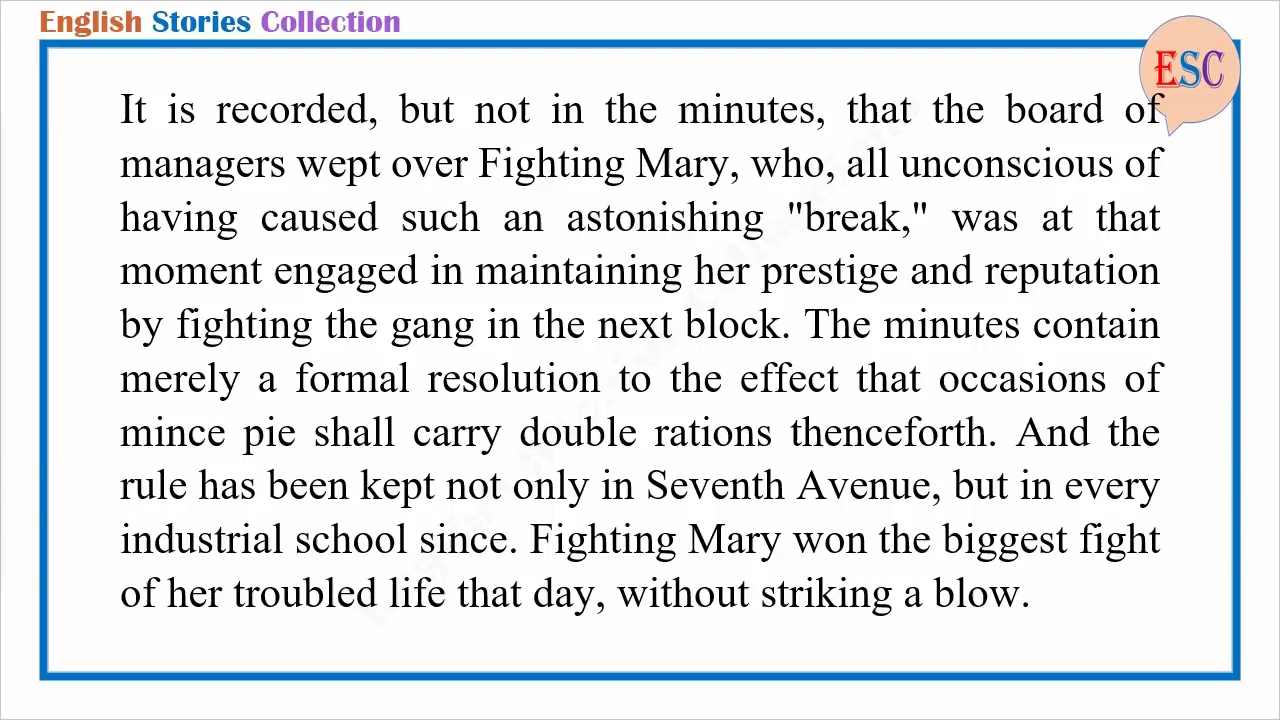 English Stories Collection
ESC
It is recorded, but not in the minutes, that the board of
managers wept over Fighting Mary, who, all unconscious of
having caused such an astonishing "break," was at that
moment engaged in maintaining her prestige and reputation
by fighting the gang in the next block. The minutes contain
merely a formal resolution to the effect that occasions of
mince pie shall carry double rations thenceforth. And the
rule has been kept not only in Seventh Avenue, but in every
industrial school since. Fighting Mary won the biggest fight
of her troubled life that day, without striking a blow.